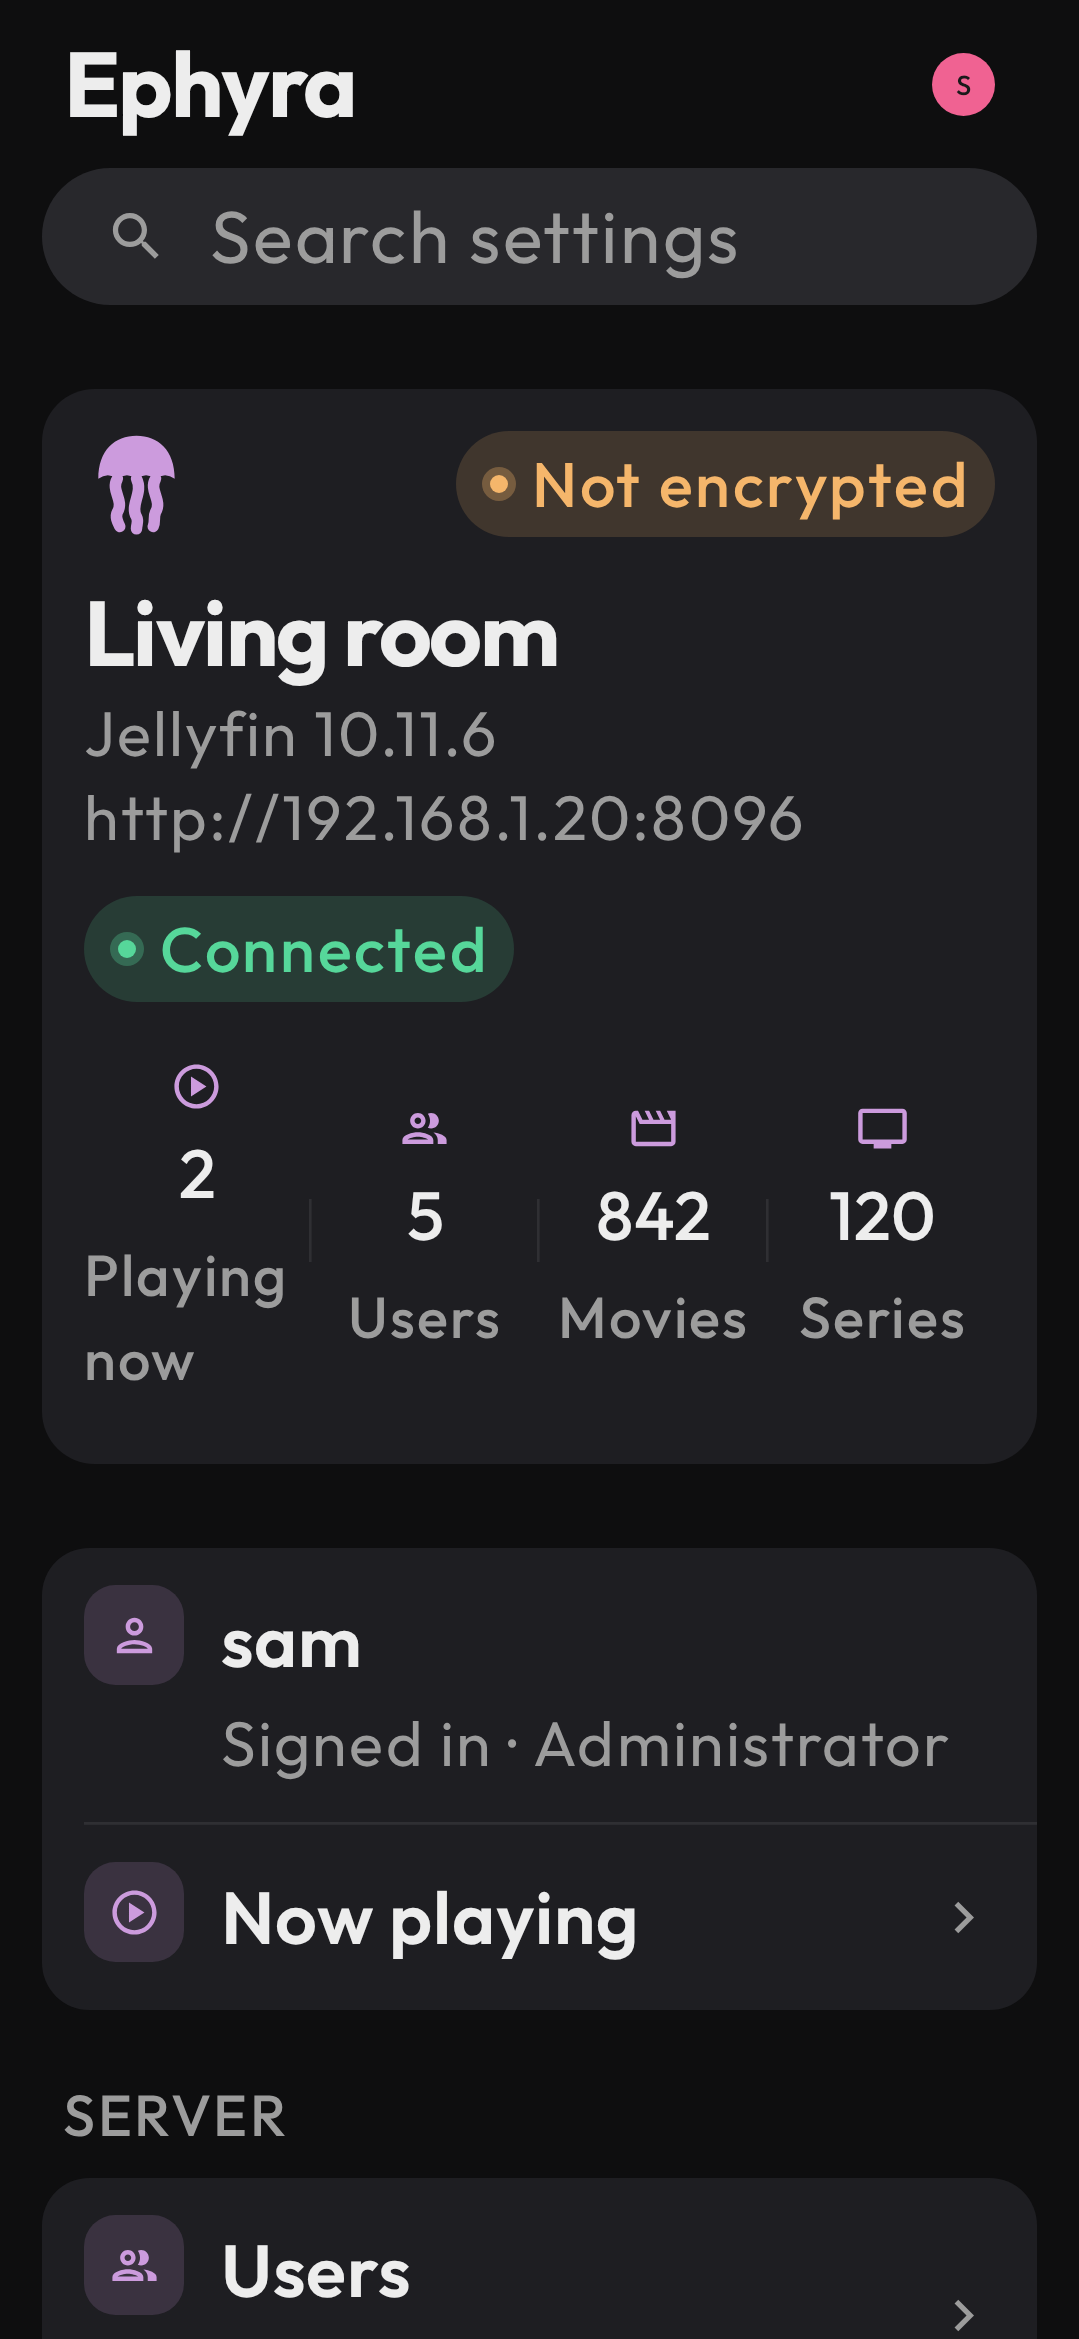 Ephyra
S
Search settings
Not encrypted
Living room
Jellyfin 10.11.6
http://192.168.1.20:8096
Connected
2
Playing
now
5
Users
842
Movies
120
Series
sam
Signed in · Administrator
Now playing
SERVER
Users